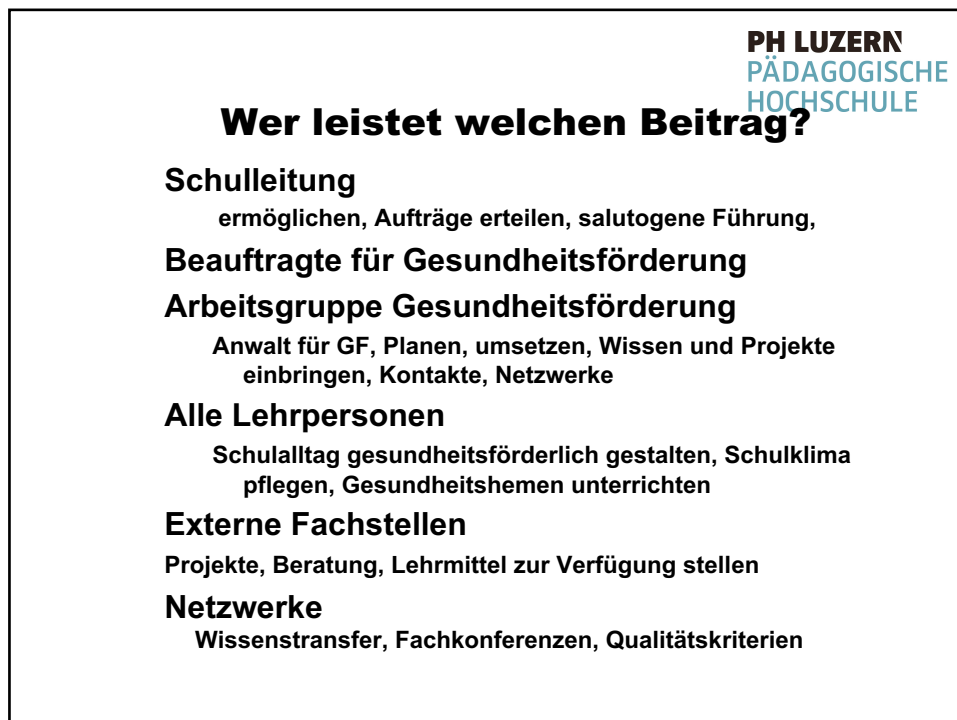 PH LUZERN
PÄDAGOGISCHE
HOCHSCHULE
Wer leistet welchen Beitrag?
Schulleitung
ermöglichen, Aufträge erteilen, salutogene Führung,
Beauftragte für Gesundheitsförderung
Arbeitsgruppe Gesundheitsförderung
Anwalt für GF, Planen, umsetzen, Wissen und Projekte
einbringen, Kontakte, Netzwerke
Alle Lehrpersonen
Schulalltag gesundheitsförderlich gestalten, Schulklima
pflegen, Gesundheitshemen unterrichten
Externe Fachstellen
Projekte, Beratung, Lehrmittel zur Verfügung stellen
Netzwerke
Wissenstransfer, Fachkonferenzen, Qualitätskriterien